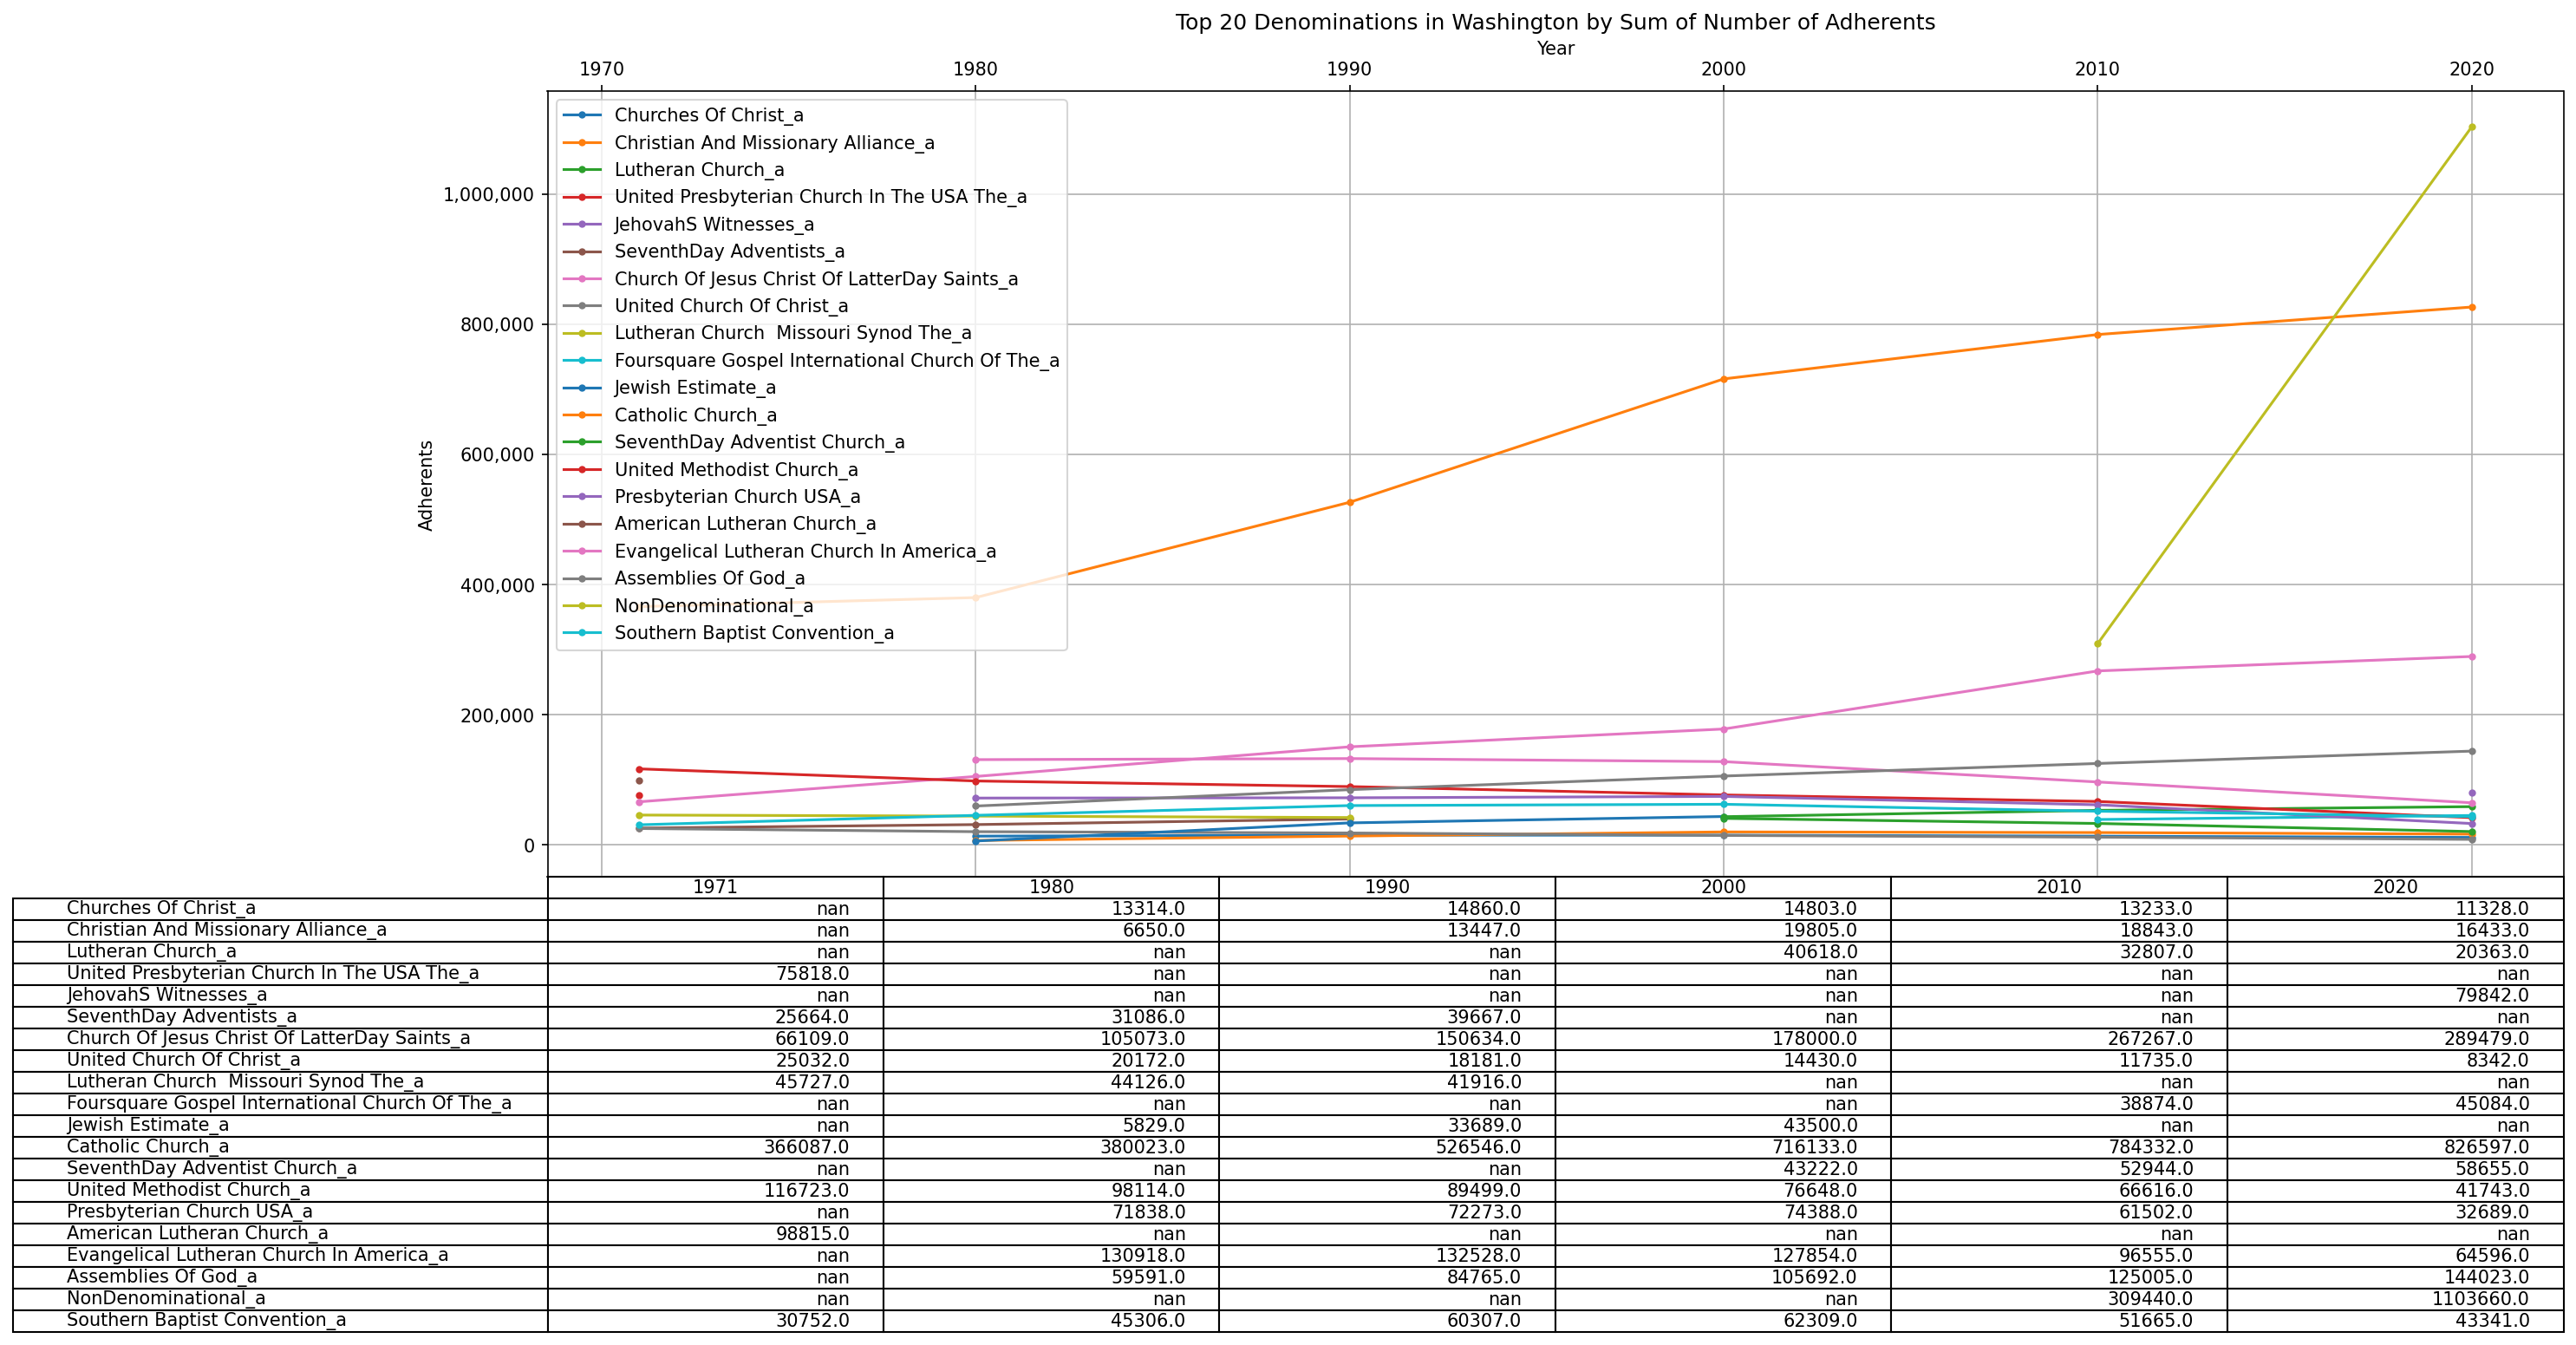 Top 20 Denominations in Washington by Sum of Number of Adherents
Year
1970 1980 1990 2000 2010 2020
Adherents
1,000,000
800,000
600,000
400,000
200,000
0
Churches Of Christ_a
Christian And Missionary Alliance_a
Lutheran Church_a
United Presbyterian Church In The USA The_a
JehovahS Witnesses_a
SeventhDay Adventists_a
Church Of Jesus Christ Of LatterDay Saints_a
United Church Of Christ_a
Lutheran Church  Missouri Synod The_a
Foursquare Gospel International Church Of The_a
Jewish Estimate_a
Catholic Church_a
SeventhDay Adventist Church_a
United Methodist Church_a
Presbyterian Church USA_a
American Lutheran Church_a
Evangelical Lutheran Church In America_a
Assemblies Of God_a
NonDenominational_a
Southern Baptist Convention_a
1971 1980 1990 2000 2010 2020
Churches Of Christ_a nan 13314.0 14860.0 14803.0 13233.0 11328.0
Christian And Missionary Alliance_a nan 6650.0 13447.0 19805.0 18843.0 16433.0
Lutheran Church_a nan nan nan 40618.0 32807.0 20363.0
United Presbyterian Church In The USA The_a 75818.0 nan nan nan nan nan
JehovahS Witnesses_a nan nan nan nan nan 79842.0
SeventhDay Adventists_a 25664.0 31086.0 39667.0 nan nan nan
Church Of Jesus Christ Of LatterDay Saints_a 66109.0 105073.0 150634.0 178000.0 267267.0 289479.0
United Church Of Christ_a 25032.0 20172.0 18181.0 14430.0 11735.0 8342.0
Lutheran Church  Missouri Synod The_a 45727.0 44126.0 41916.0 nan nan nan
Foursquare Gospel International Church Of The_a nan nan nan nan 38874.0 45084.0
Jewish Estimate_a nan 5829.0 33689.0 43500.0 nan nan
Catholic Church_a 366087.0 380023.0 526546.0 716133.0 784332.0 826597.0
SeventhDay Adventist Church_a nan nan nan 43222.0 52944.0 58655.0
United Methodist Church_a 116723.0 98114.0 89499.0 76648.0 66616.0 41743.0
Presbyterian Church USA_a nan 71838.0 72273.0 74388.0 61502.0 32689.0
American Lutheran Church_a 98815.0 nan nan nan nan nan
Evangelical Lutheran Church In America_a nan 130918.0 132528.0 127854.0 96555.0 64596.0
Assemblies Of God_a nan 59591.0 84765.0 105692.0 125005.0 144023.0
NonDenominational_a nan nan nan nan 309440.0 1103660.0
Southern Baptist Convention_a 30752.0 45306.0 60307.0 62309.0 51665.0 43341.0